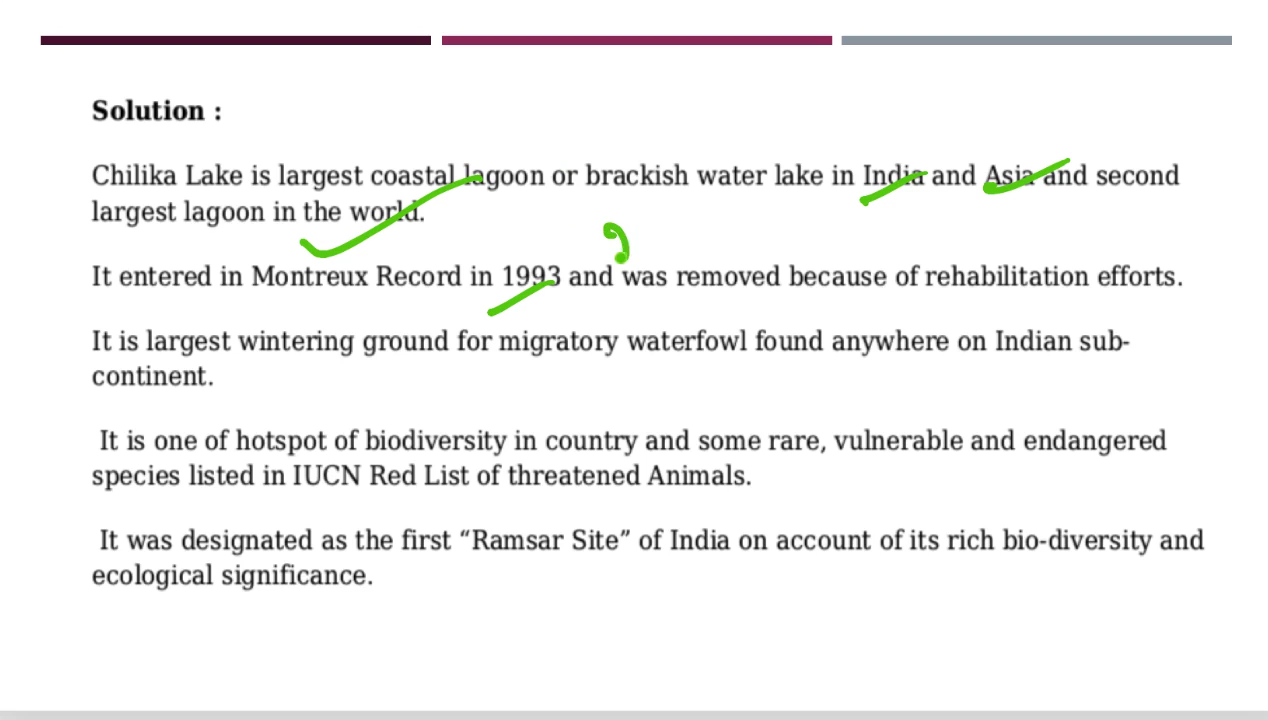 Solution :
Chilika Lake is largest coastal lagoon or brackish water lake in India and Asia and second
largest lagoon in the world.
It entered in Montreux Record in 1993 and was removed because of rehabilitation efforts.
It is largest wintering ground for migratory waterfowl found anywhere on Indian sub-
continent.
It is one of hotspot of biodiversity in country and some rare, vulnerable and endangered
species listed in IUCN Red List of threatened Animals.
It was designated as the first “Ramsar Site” of India on account of its rich bio-diversity and
ecological significance.